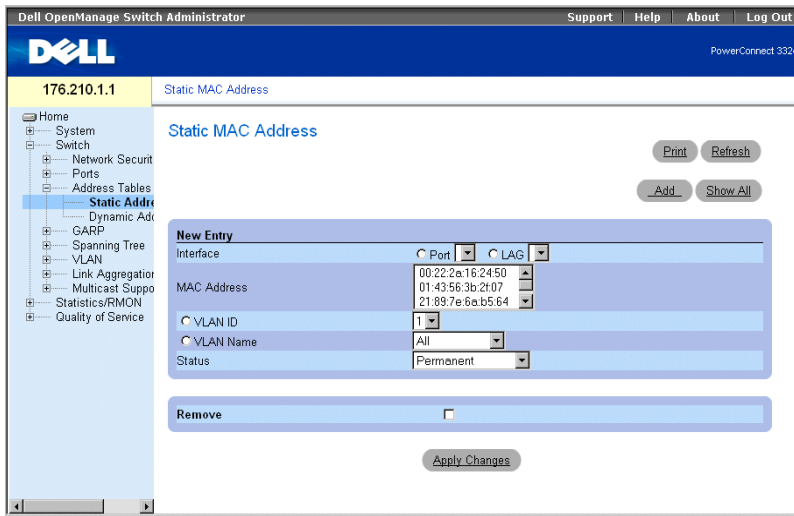 Dell OpenManage Switch Administrator
Support | Help | About | Log Out
DELL
PowerConnect 332
176.210.1.1
Static MAC Address
Home
System
Switch
Network Securit
Ports
Address Tables
Static Addre
Dynamic Add
GARP
Spanning Tree
VLAN
Link Aggregation
Multicast Suppo
Statistics/RMON
Quality of Service
Static MAC Address
Print
Refresh
Add
Show All
New Entry
Interface
Port
LAG
MAC Address
00:22:2a:16:24:50
01:43:56:3b:2f:07
21:89:7e:6a:b5:64
VLAN ID
1
VLAN Name
All
Status
Permanent
Remove
Apply Changes